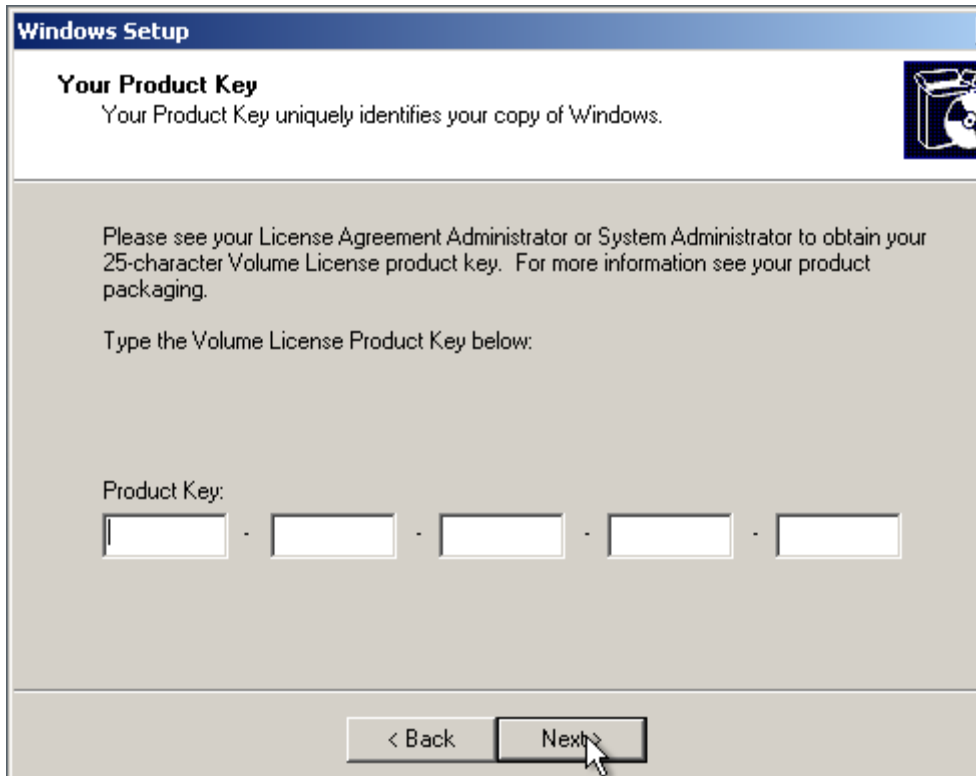 Windows Setup
Your Product Key
Your Product Key uniquely identifies your copy of Windows.
Please see your License Agreement Administrator or System Administrator to obtain your
25-character Volume License product key.  For more information see your product
packaging.
Type the Volume License Product Key below:
Product Key:
- - - -
< Back Next >